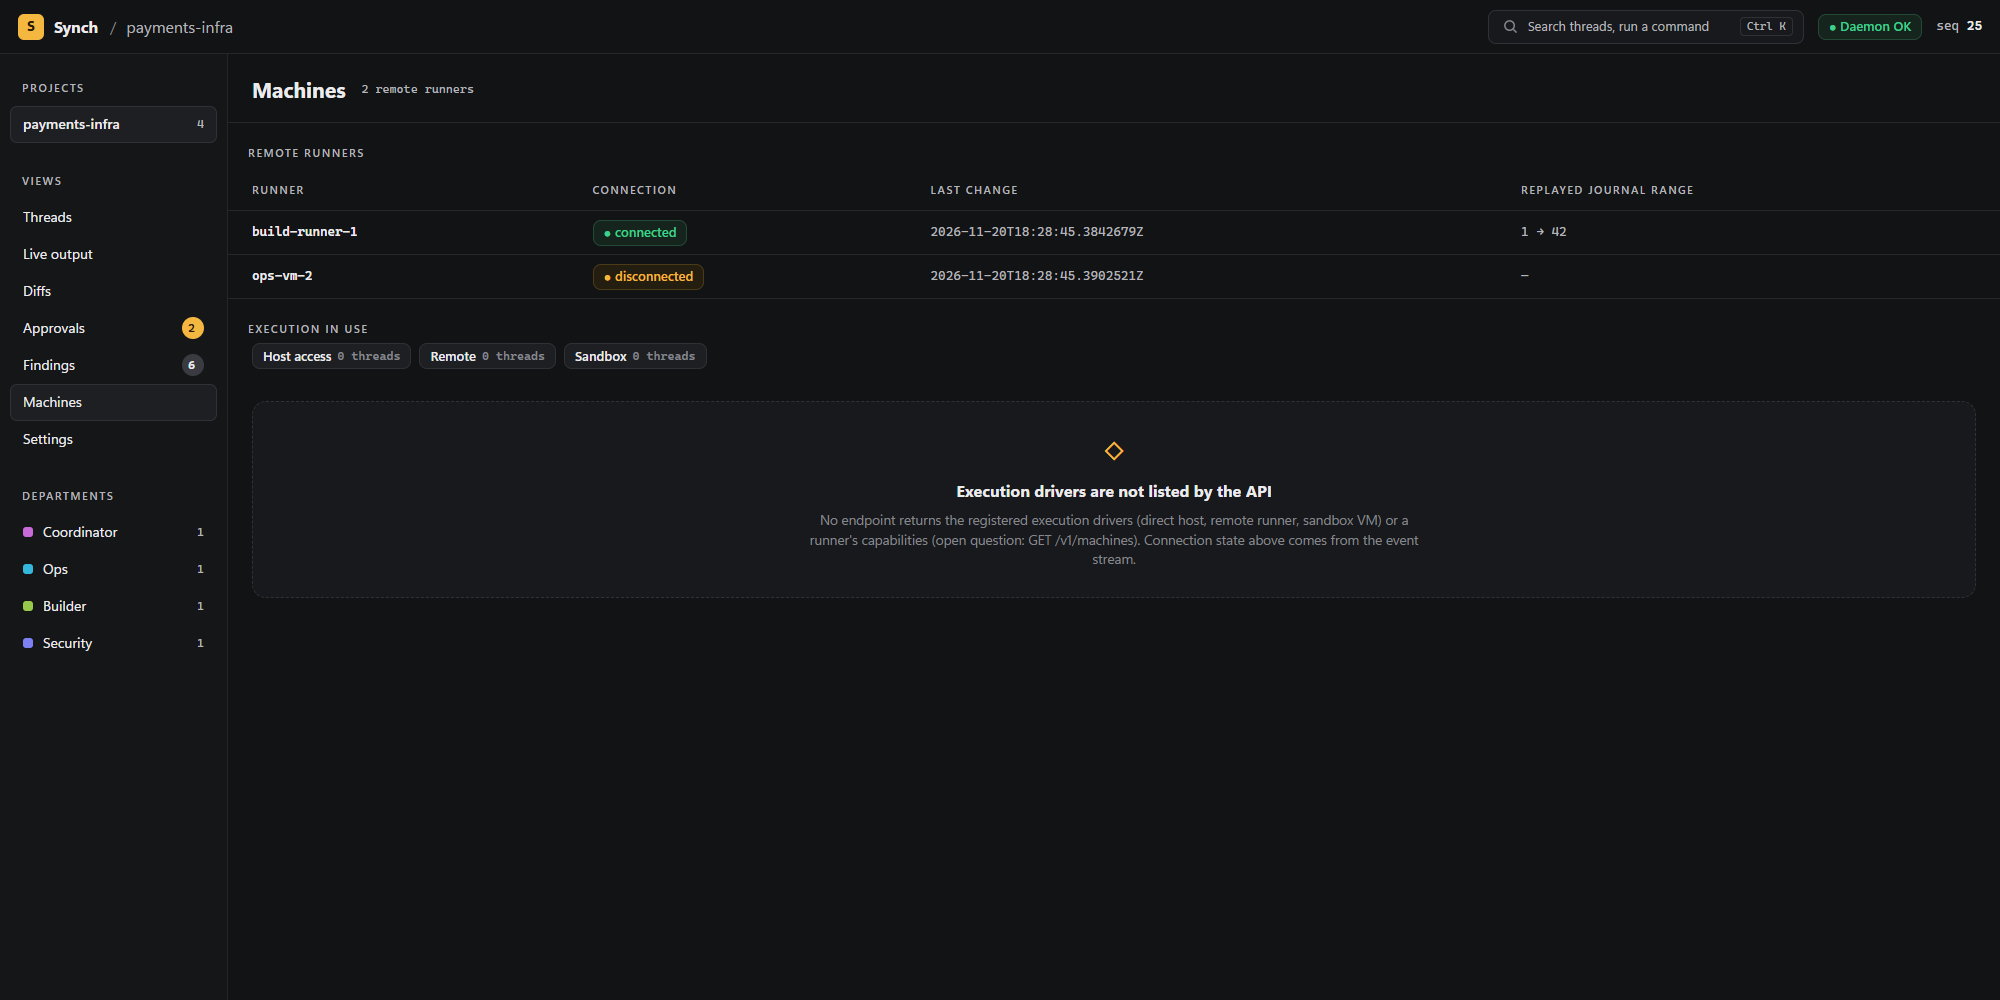 S Synch / payments-infra
Search threads, run a command Ctrl K
Daemon OK
seq 25
PROJECTS
payments-infra 4
VIEWS
Threads
Live output
Diffs
Approvals 2
Findings 6
Machines
Settings
DEPARTMENTS
Coordinator 1
Ops 1
Builder 1
Security 1
Machines 2 remote runners
REMOTE RUNNERS
RUNNER CONNECTION LAST CHANGE REPLAYED JOURNAL RANGE
build-runner-1 connected 2026-11-20T18:28:45.3842679Z 1 → 42
ops-vm-2 disconnected 2026-11-20T18:28:45.3902521Z —
EXECUTION IN USE
Host access 0 threads Remote 0 threads Sandbox 0 threads
Execution drivers are not listed by the API
No endpoint returns the registered execution drivers (direct host, remote runner, sandbox VM) or a
runner's capabilities (open question: GET /v1/machines). Connection state above comes from the event
stream.